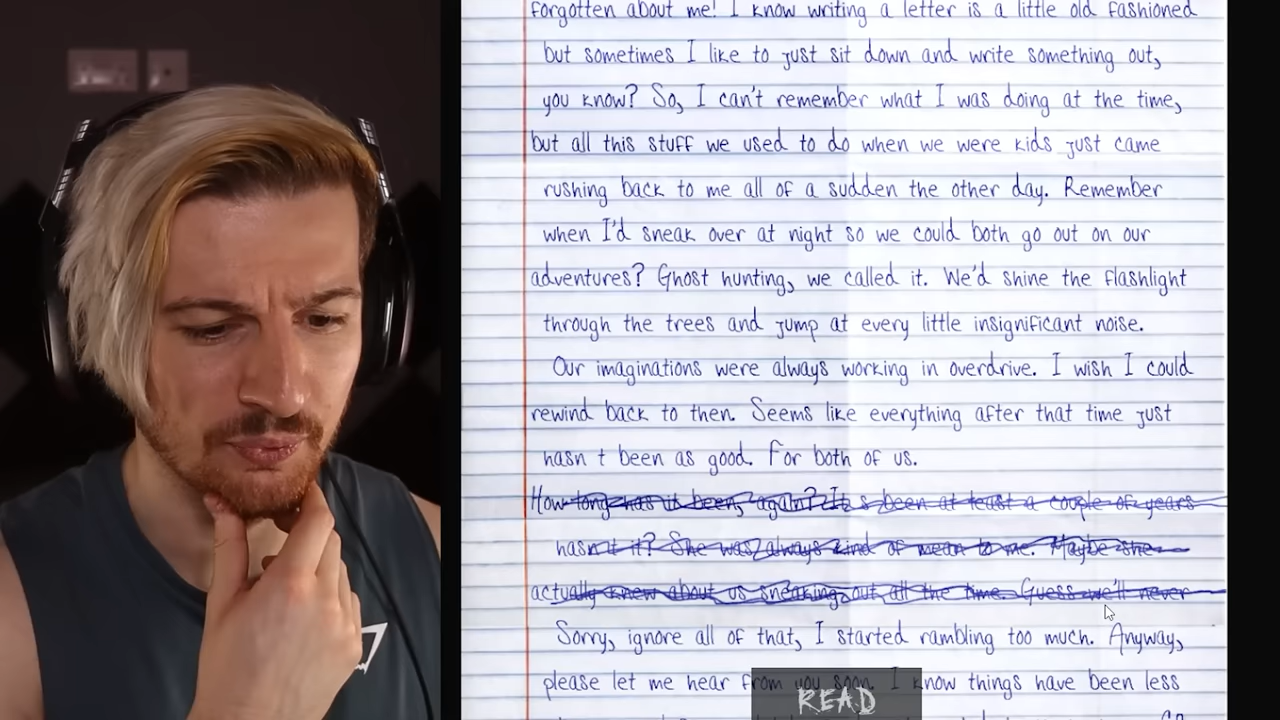 forgotten about me! I know writing a letter is a little old fashioned
but sometimes I like to just sit down and write something out,
you know? So, I can't remember what I was doing at the time,
but all this stuff we used to do when we were kids just came
rushing back to me all of a sudden the other day. Remember
when I'd sneak over at night so we could both go out on our
adventures? Ghost hunting, we called it. We'd shine the flashlight
through the trees and jump at every little insignificant noise.
Our imaginations were always working in overdrive. I wish I could
rewind back to then. Seems like everything after that time just
hasn t been as good. For both of us.
How long has it been, again? It s been at least a couple of years
hasn t it? She was always kind of mean to me. Maybe she
actually knew about us sneaking out all the time. Guess we'll never
Sorry, ignore all of that, I started rambling too much. Anyway,
please let me hear from you soon. I know things have been less
READ